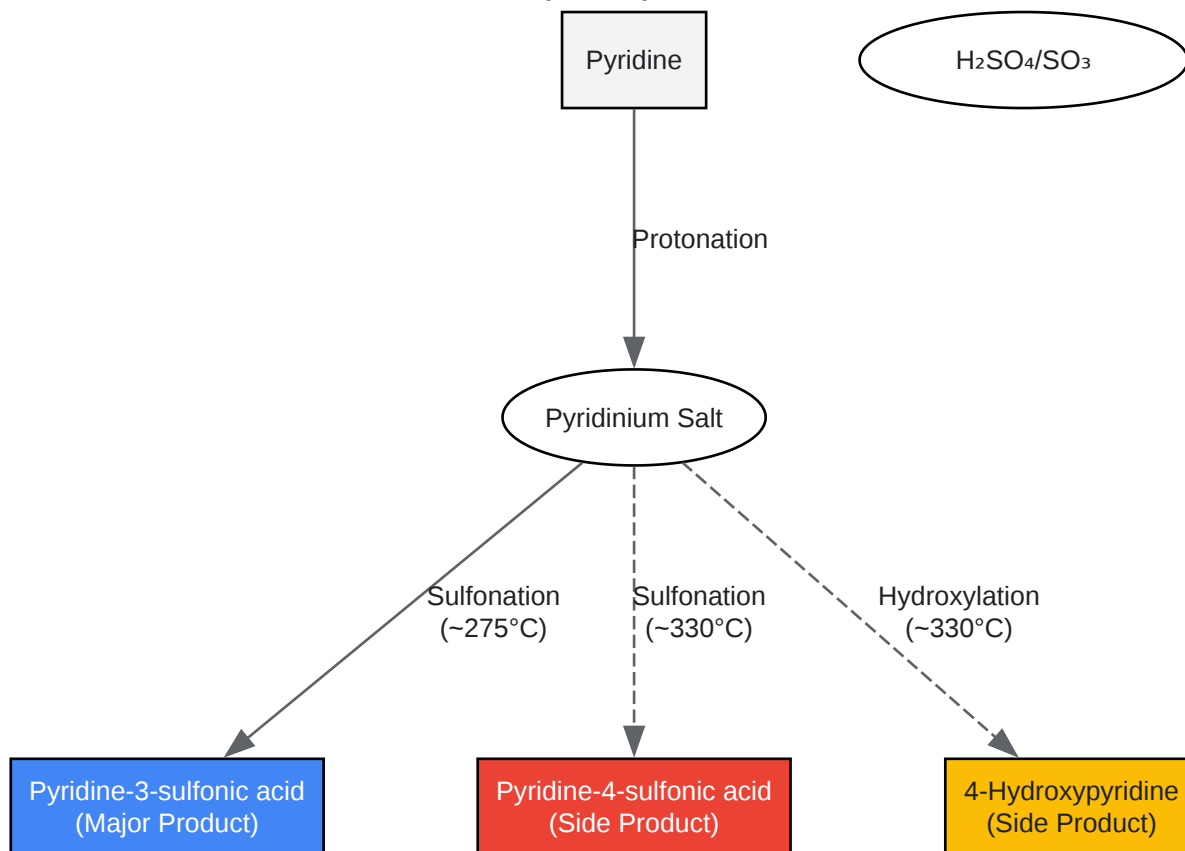 Pyridine
H₂SO₄/SO₃
Protonation
Pyridinium Salt
Sulfonation
(~275°C)
Sulfonation
(~330°C)
Hydroxylation
(~330°C)
Pyridine-3-sulfonic acid
(Major Product)
Pyridine-4-sulfonic acid
(Side Product)
4-Hydroxypyridine
(Side Product)